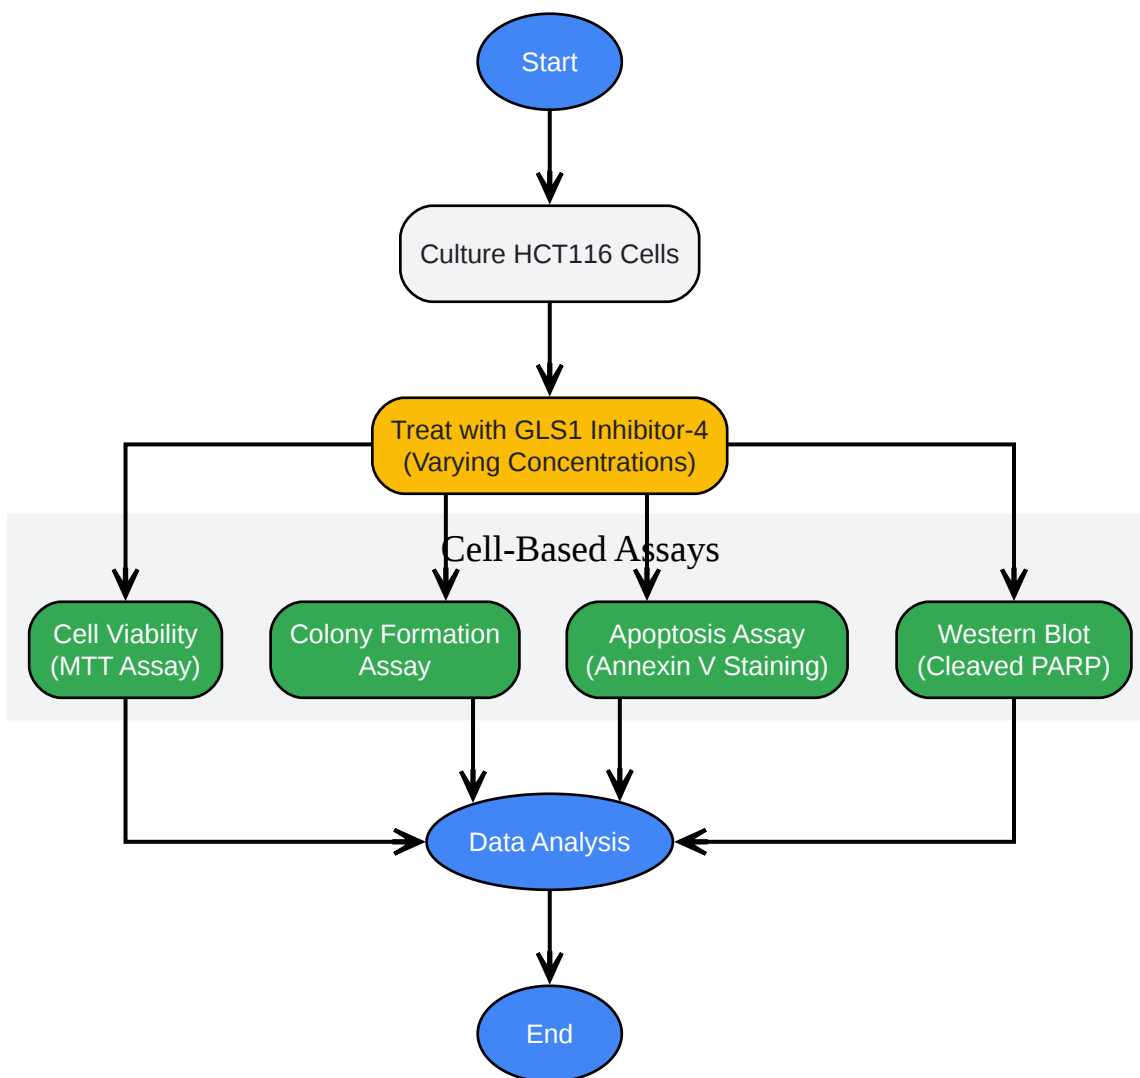 Start
Culture HCT116 Cells
Treat with GLS1 Inhibitor-4
(Varying Concentrations)
Cell-Based Assays
Cell Viability
(MTT Assay)
Colony Formation
Assay
Apoptosis Assay
(Annexin V Staining)
Western Blot
(Cleaved PARP)
Data Analysis
End